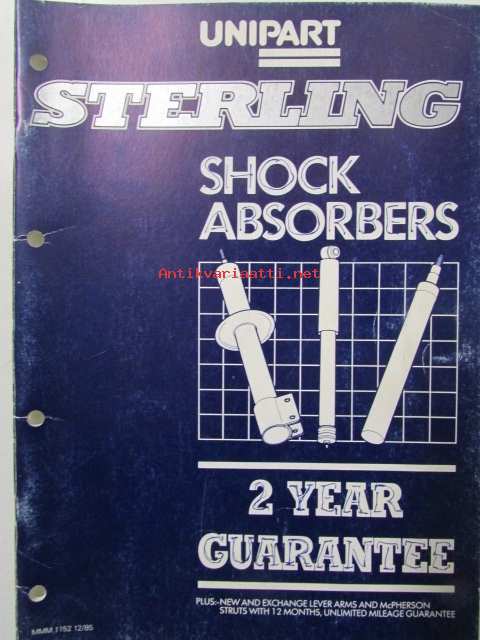 UNIPART
STERLING
SHOCK
ABSORBERS
Antikvariaatti.net
2 YEAR
GUARANTEE
PLUS:-NEW AND EXCHANGE LEVER ARMS AND McPHERSON
STRUTS WITH 12 MONTHS, UNLIMITED MILEAGE GUARANTEE
MMM 1152 12/85